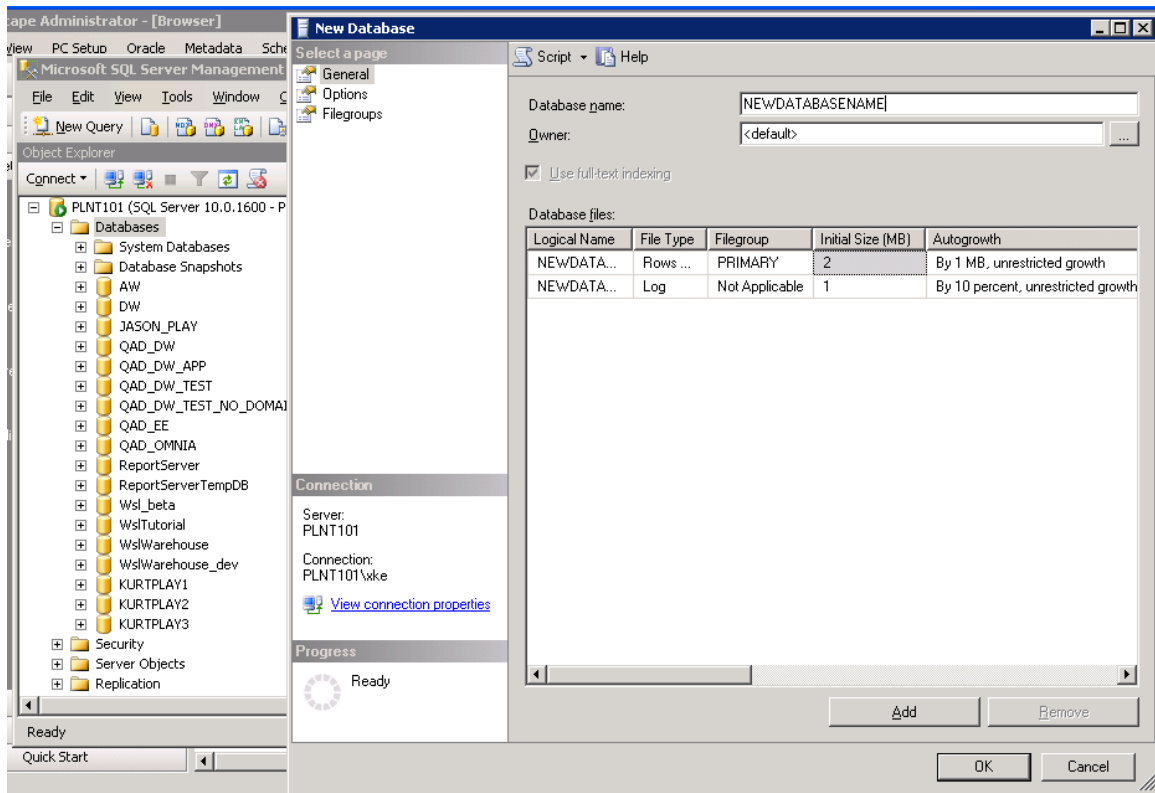 cape Administrator - [Browser]
View PC Setup Oracle Metadata Sche
Microsoft SQL Server Management
File Edit View Tools Window
New Query
Object Explorer
Connect
PLNT101 (SQL Server 10.0.1600 - P
Databases
System Databases
Database Snapshots
AW
DW
JASON_PLAY
QAD_DW
QAD_DW_APP
QAD_DW_TEST
QAD_DW_TEST_NO_DOMAI
QAD_EE
QAD_OMNIA
ReportServer
ReportServerTempDB
Wsl_beta
WslTutorial
WslWarehouse
WslWarehouse_dev
KURTPLAY1
KURTPLAY2
KURTPLAY3
Security
Server Objects
Replication
Ready
Quick Start
New Database
Select a page
General
Options
Filegroups
Connection
Server:
PLNT101
Connection:
PLNT101\xke
View connection properties
Progress
Ready
Script Help
Database name: NEWDATABASENAME
Owner: <default> ...
Use full-text indexing
Database files:
Logical Name File Type Filegroup Initial Size (MB) Autogrowth
NEWDATA... Rows ... PRIMARY 2 By 1 MB, unrestricted growth
NEWDATA... Log Not Applicable 1 By 10 percent, unrestricted growth
Add Remove
OK Cancel